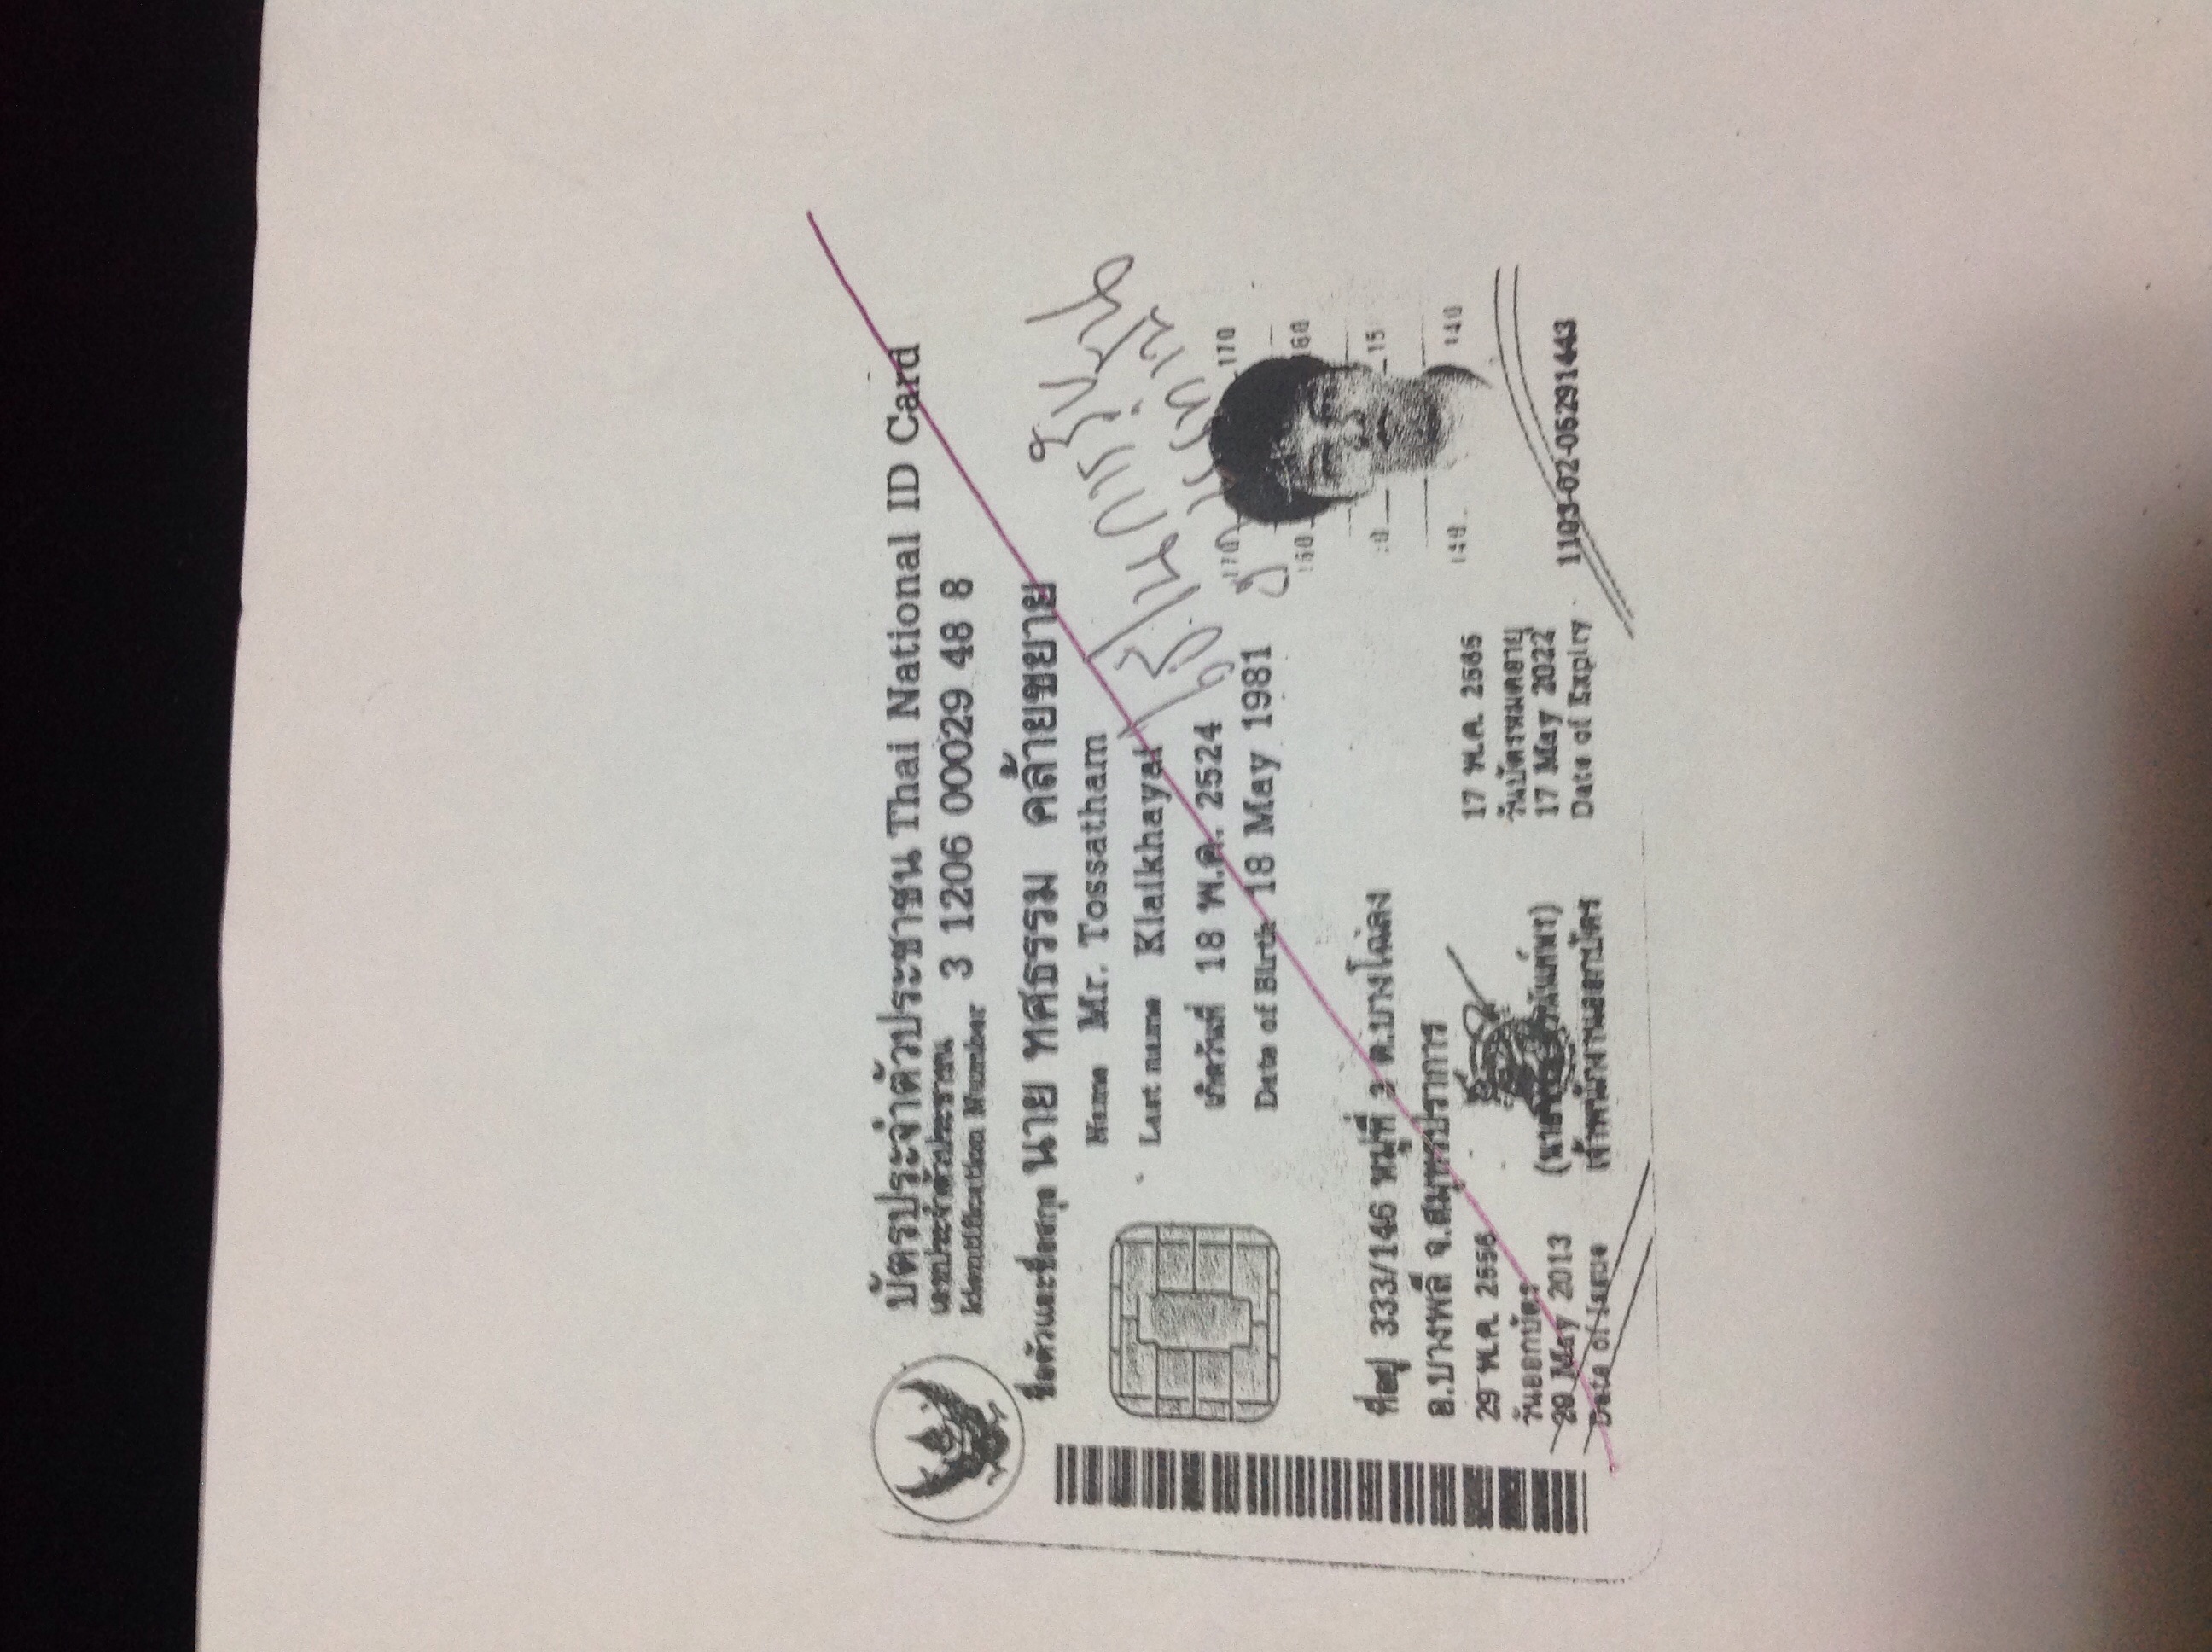 บัตรประจำตัวประชาชน Thai National ID Card
เลขประจำตัวประชาชน
Identification Number 3 1206 00029 48 8
ชื่อตัวและชื่อสกุล นาย ทศธรรม คล้ายขยาย
Name Mr. Tossatham
Last name Klaikhayai
ใช้ในการรับ
เท่านั้น
เกิดวันที่ 18 พ.ค. 2524
Date of Birth 18 May 1981
170 170
160 160
15
140 140
ที่อยู่ 333/146 หมู่ที่ 3 ต.บางโฉลง
อ.บางพลี จ.สมุทรปราการ
29 พ.ค. 2556
วันออกบัตร
29 May 2013
Date of Issue
เจ้าพนักงานออกบัตร
17 พ.ค. 2565
วันบัตรหมดอายุ
17 May 2022
Date of Expiry
1103-02-05291443